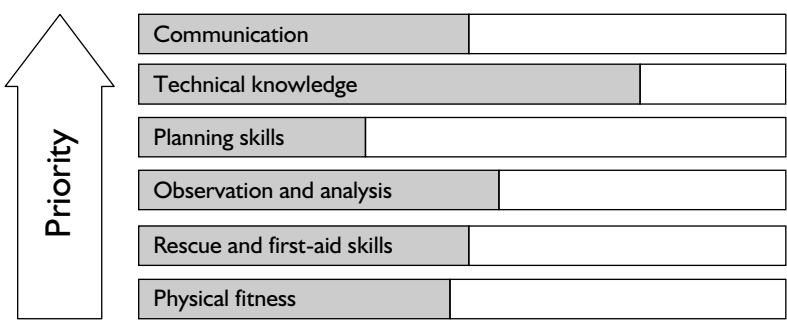 Priority
Communication
Technical knowledge
Planning skills
Observation and analysis
Rescue and first-aid skills
Physical fitness